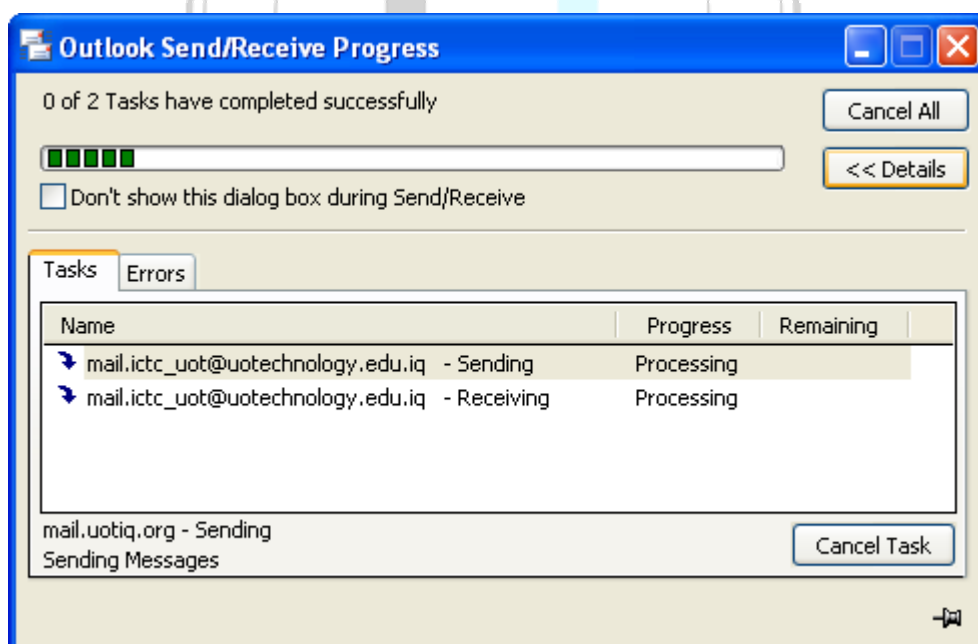 Outlook Send/Receive Progress
0 of 2 Tasks have completed successfully
Cancel All
<< Details
Don't show this dialog box during Send/Receive
Tasks Errors
Name Progress Remaining
mail.ictc_uot@uotechnology.edu.iq - Sending Processing
mail.ictc_uot@uotechnology.edu.iq - Receiving Processing
mail.uotiq.org - Sending
Sending Messages
Cancel Task